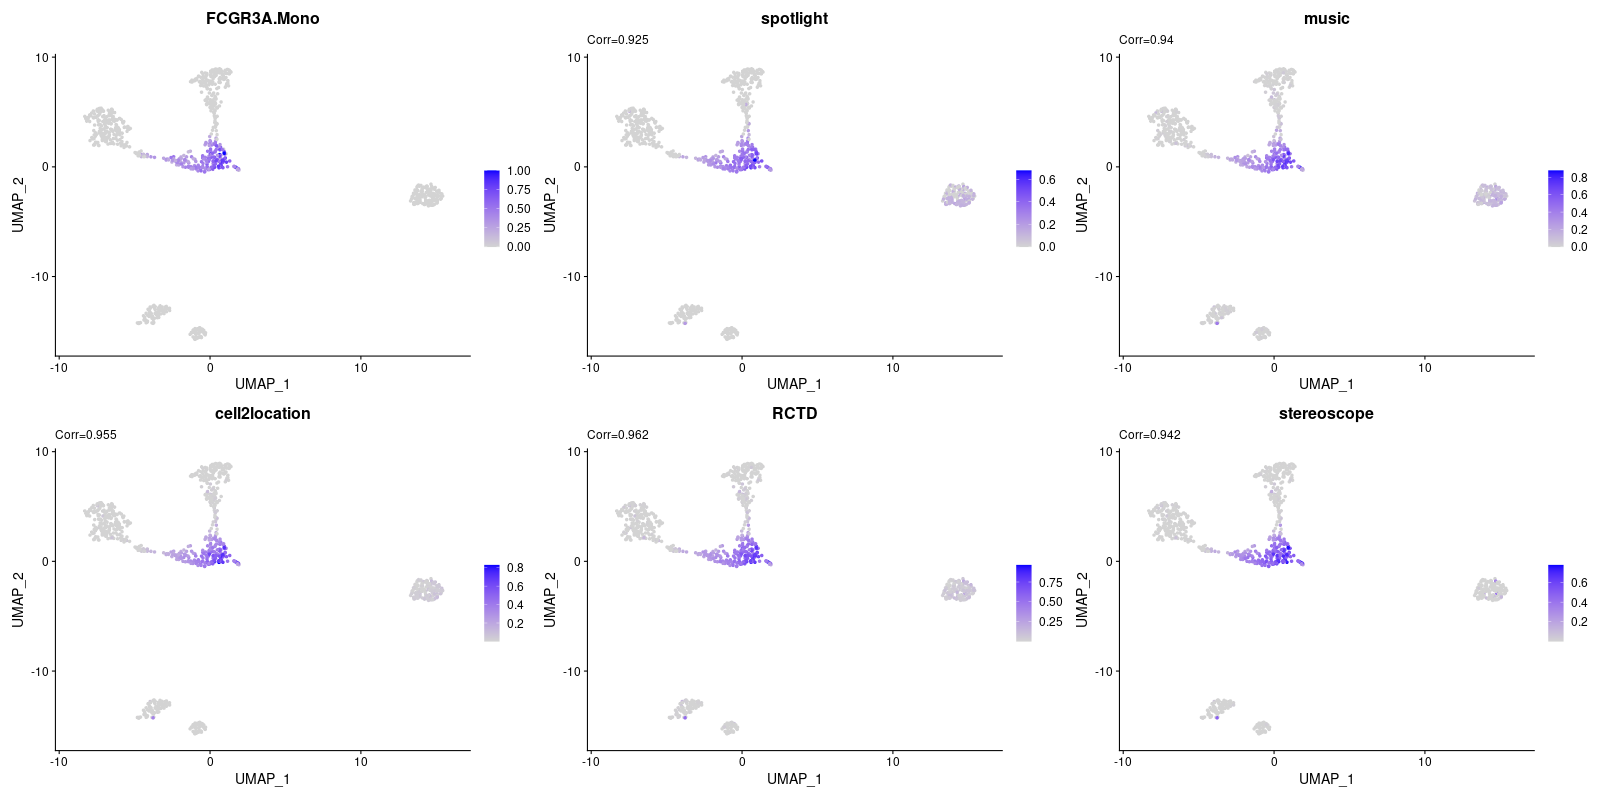 FCGR3A.Mono
10
0
-10
-10
0
10
UMAP_1
UMAP_2
1.00
0.75
0.50
0.25
0.00
spotlight
Corr=0.925
10
0
-10
-10
0
10
UMAP_1
UMAP_2
0.6
0.4
0.2
0.0
music
Corr=0.94
10
0
-10
-10
0
10
UMAP_1
UMAP_2
0.8
0.6
0.4
0.2
0.0
cell2location
Corr=0.955
10
0
-10
-10
0
10
UMAP_1
UMAP_2
0.8
0.6
0.4
0.2
RCTD
Corr=0.962
10
0
-10
-10
0
10
UMAP_1
UMAP_2
0.75
0.50
0.25
stereoscope
Corr=0.942
10
0
-10
-10
0
10
UMAP_1
UMAP_2
0.6
0.4
0.2